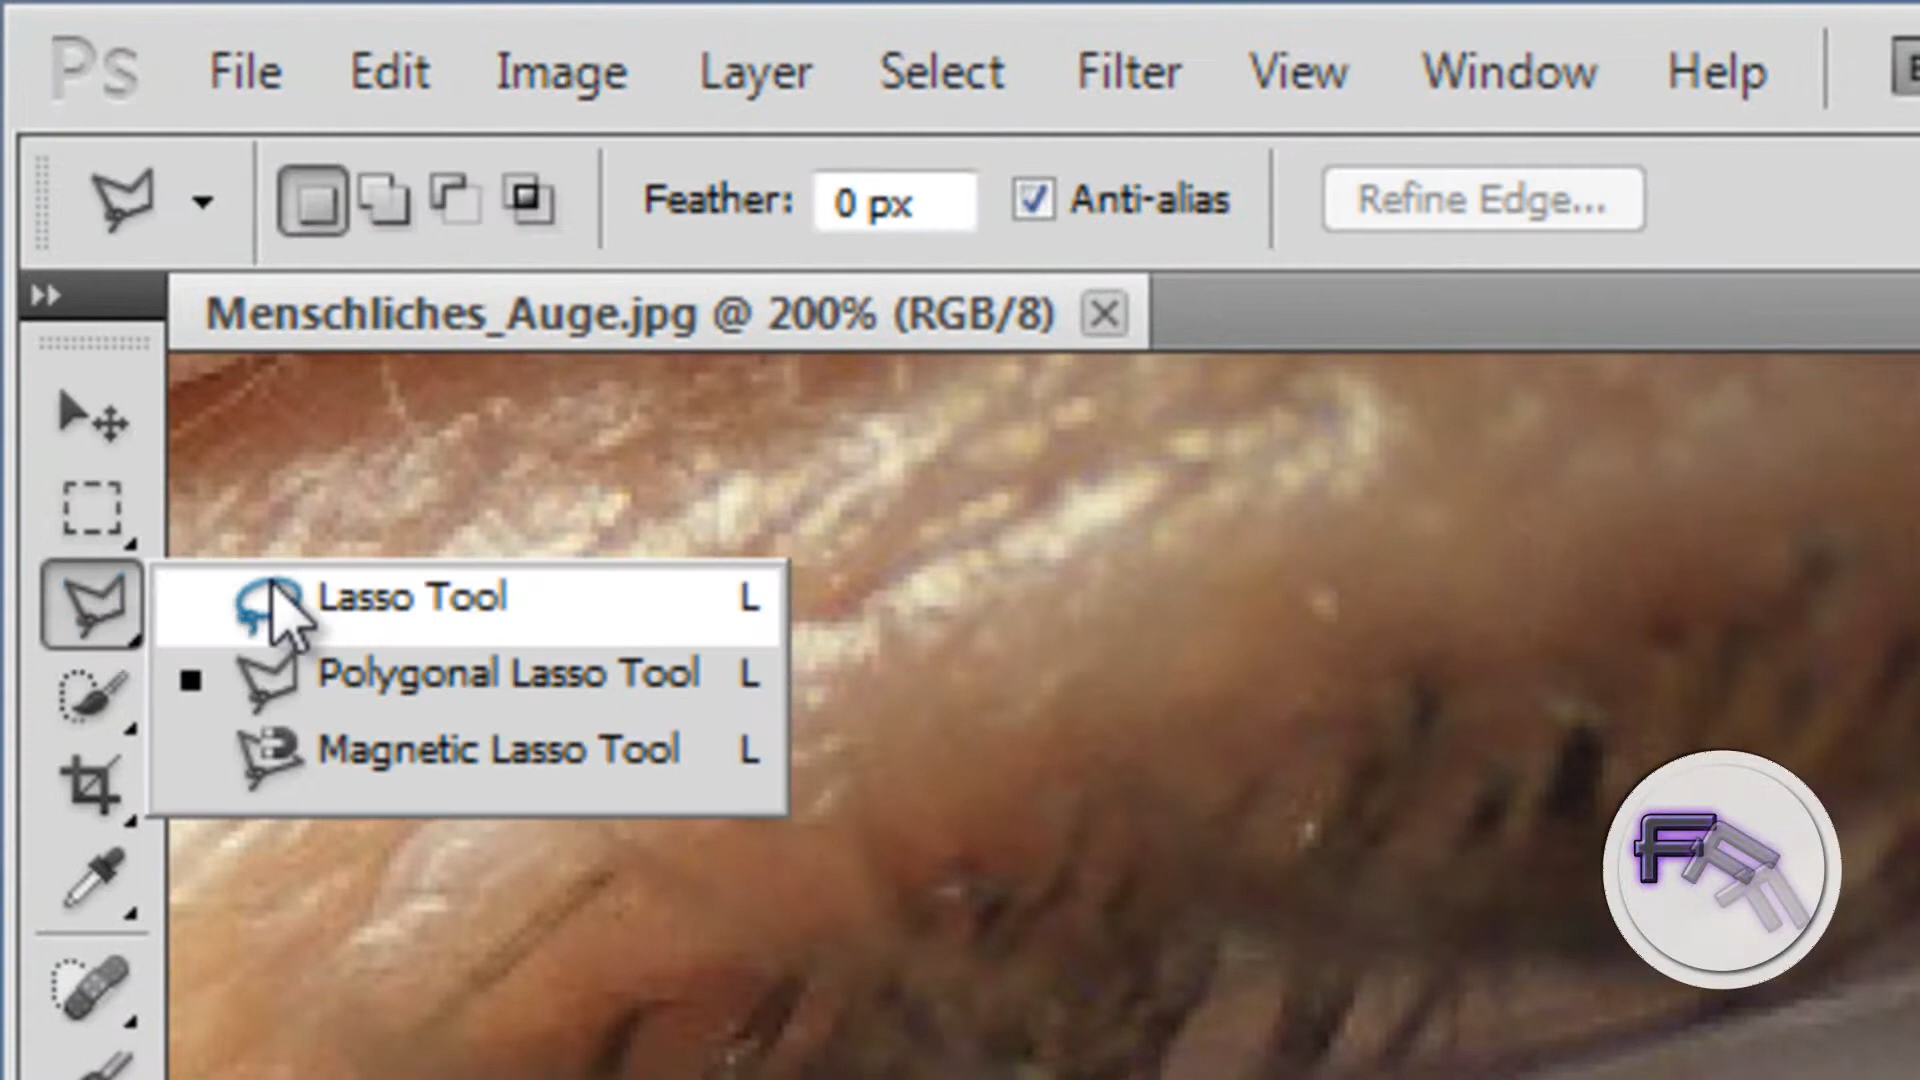 Ps File Edit Image Layer Select Filter View Window Help
Feather: 0 px Anti-alias Refine Edge...
Menschliches_Auge.jpg @ 200% (RGB/8)
Lasso Tool L
Polygonal Lasso Tool L
Magnetic Lasso Tool L